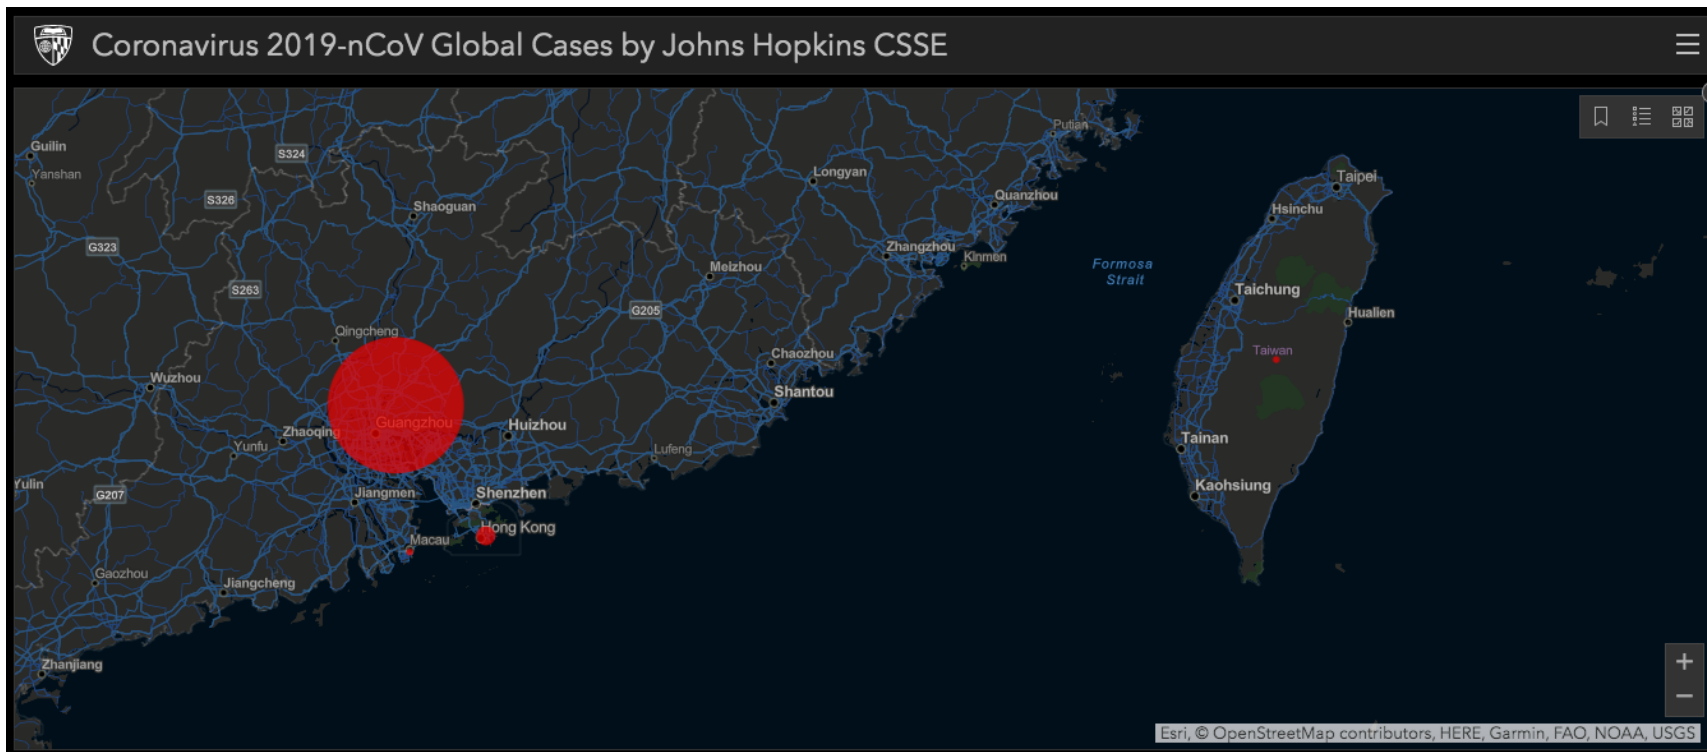 Coronavirus 2019-nCoV Global Cases by Johns Hopkins CSSE
Putian
Guilin
S324
Yanshan
Longyan
Taipei
S326
Shaoguan
Quanzhou
Hsinchu
G323
Zhangzhou
Kinmen
Formosa
Strait
Meizhou
S263
Taichung
G205
Hualien
Qingcheng
Taiwan
Chaozhou
Wuzhou
Shantou
Guangzhou
Huizhou
Zhaoqing
Tainan
Yunfu
Lufeng
Yulin
G207
Jiangmen
Shenzhen
Kaohsiung
Hong Kong
Macau
Gaozhou
Jiangcheng
Zhanjiang
+
−
Esri, © OpenStreetMap contributors, HERE, Garmin, FAO, NOAA, USGS